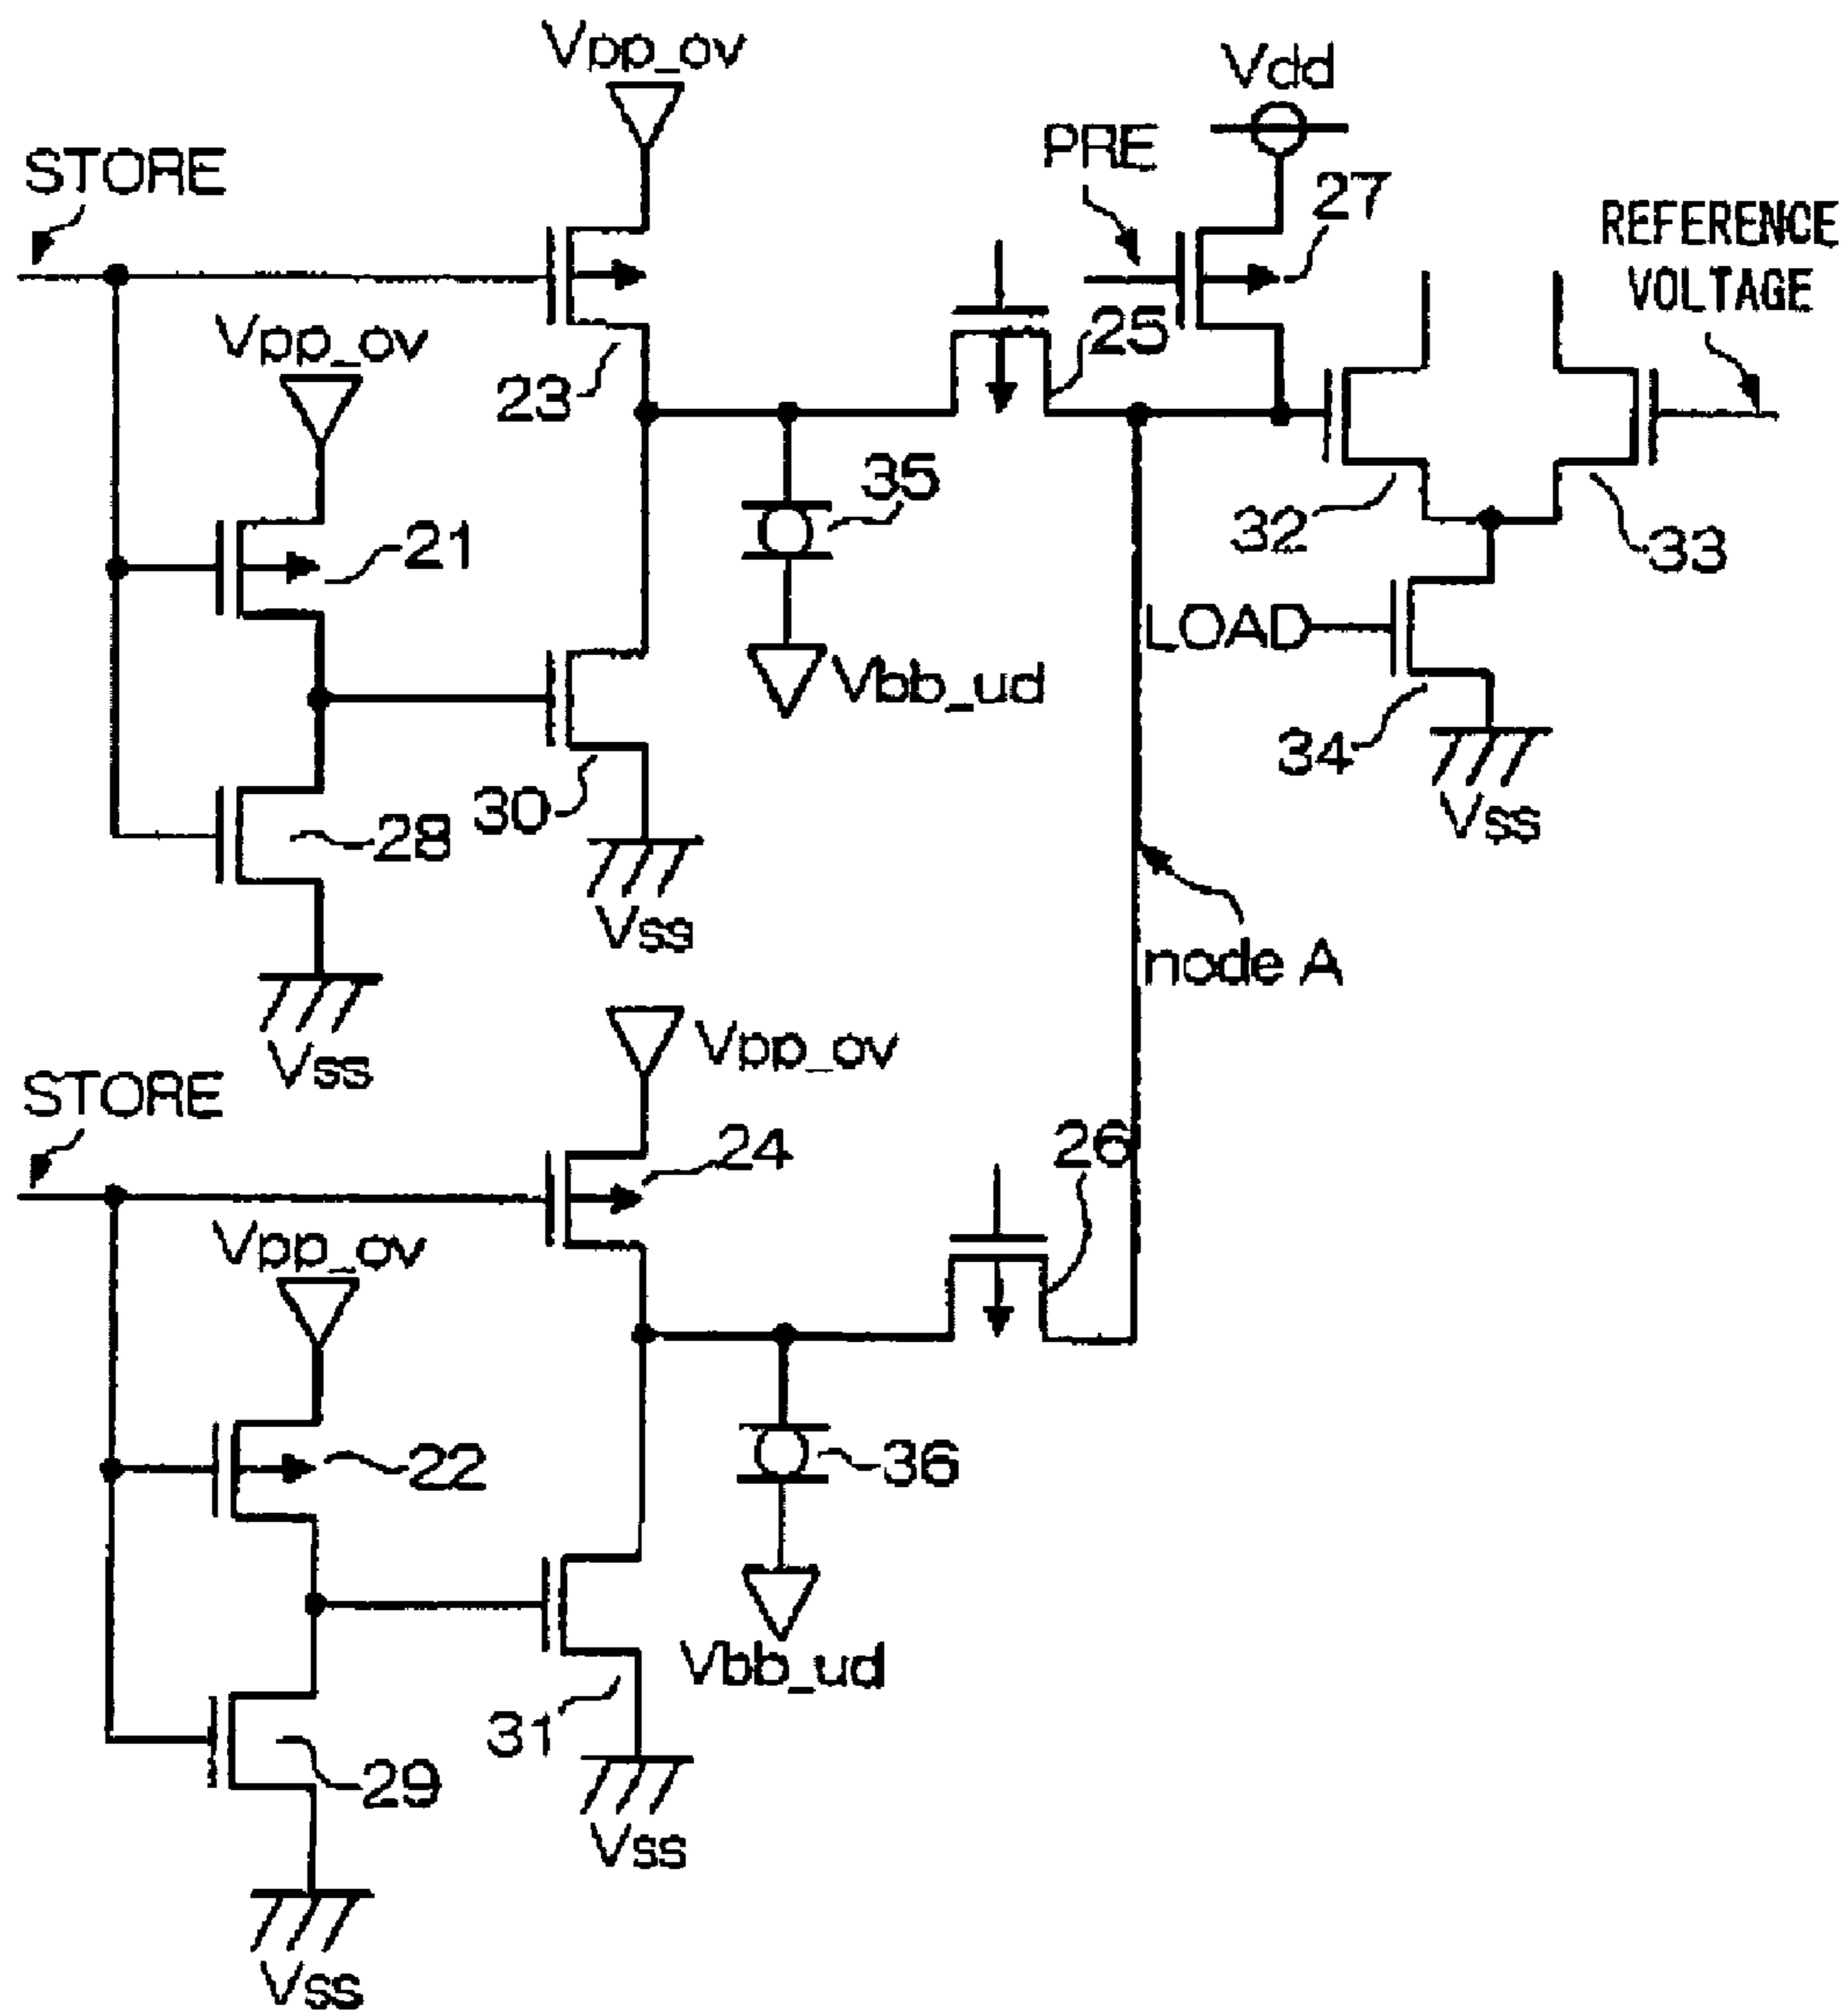 Vpp_ov
Vdd
STORE
PRE
27
REFERENCE
VOLTAGE
Vpp_ov
23
25
35
21
32
33
LOAD
Vbb_ud
34
30
28
Vss
Vss
node A
Vss
Vpp_ov
STORE
24
26
Vpp_ov
22
36
Vbb_ud
31
29
Vss
Vss